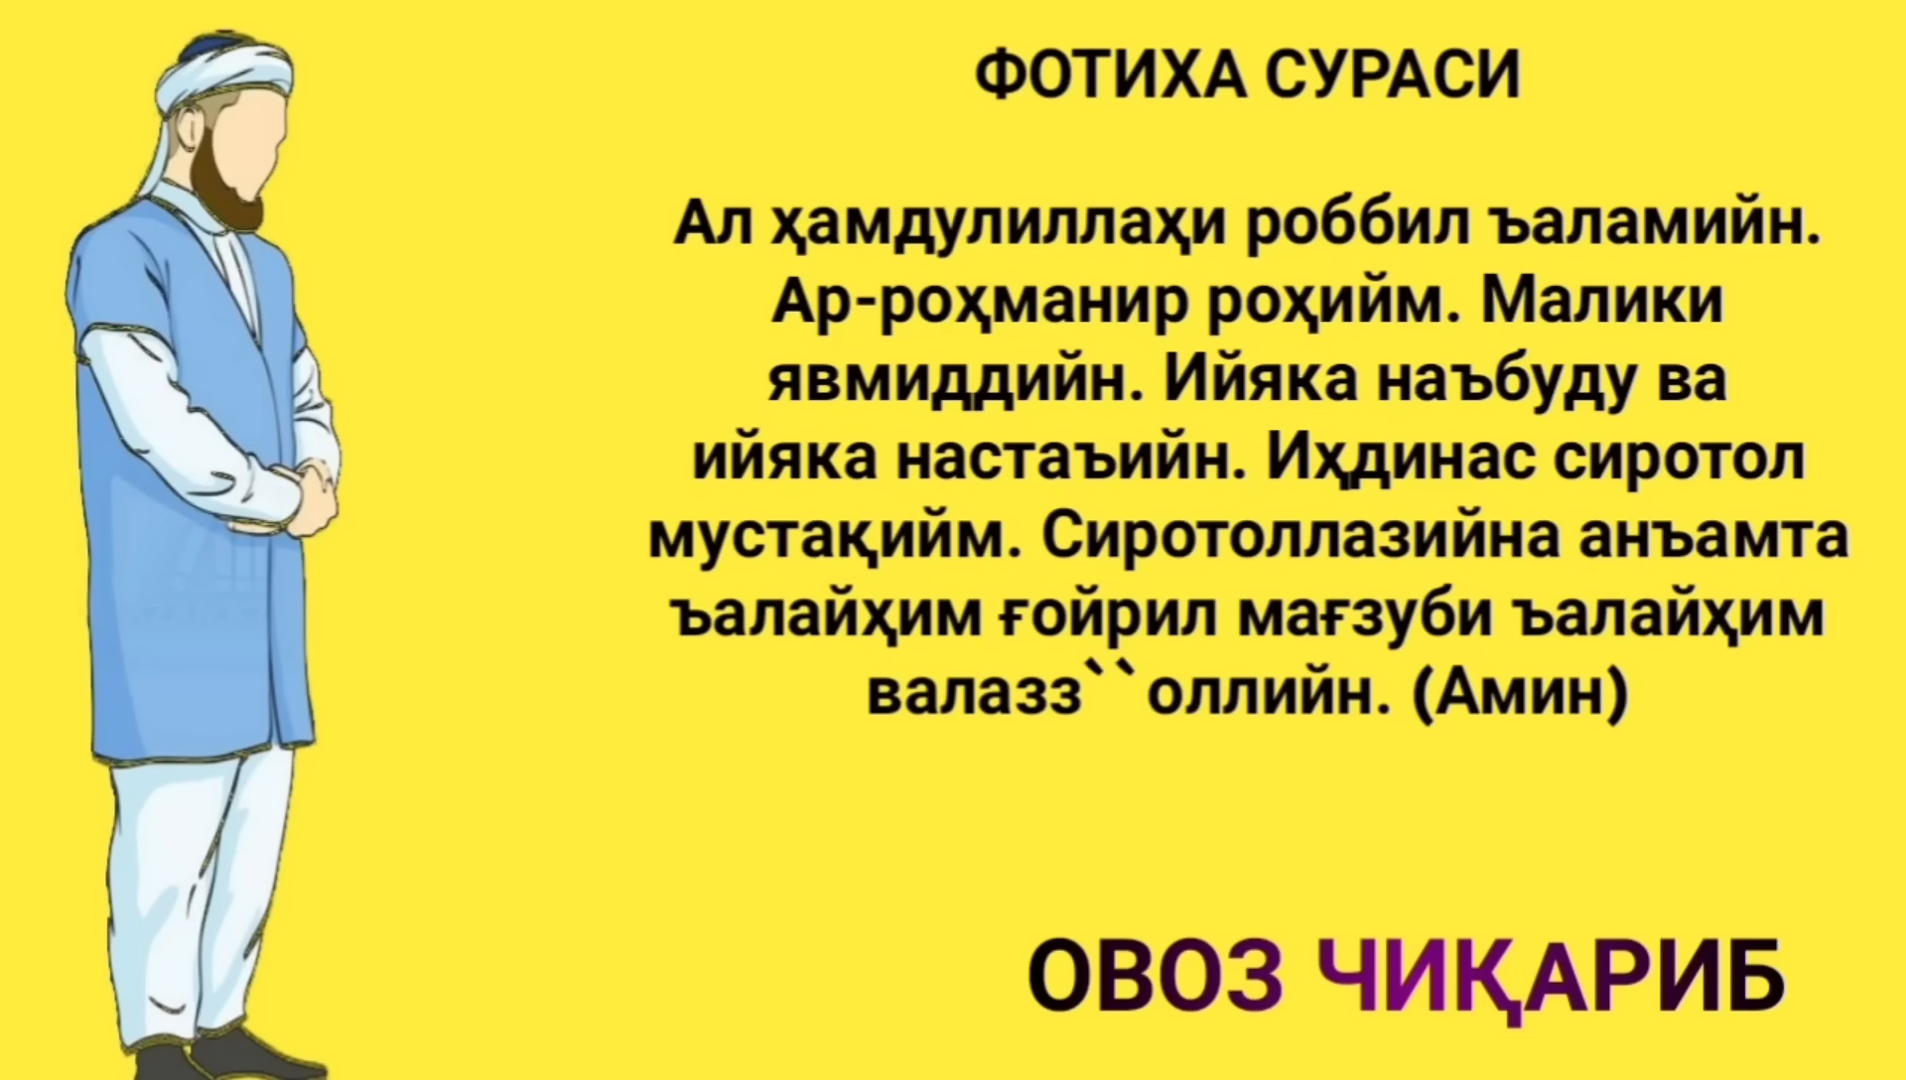 ФОТИХА СУРАСИ
Ал ҳамдулиллаҳи роббил ъаламийн.
Ар-роҳманир роҳийм. Малики
явмиддийн. Ийяка наъбуду ва
ийяка настаъийн. Иҳдинас сиротол
мустақийм. Сиротоллазийна анъамта
ъалайҳим ғойрил мағзуби ъалайҳим
валазз``оллийн. (Амин)
ОВОЗ ЧИҚАРИБ